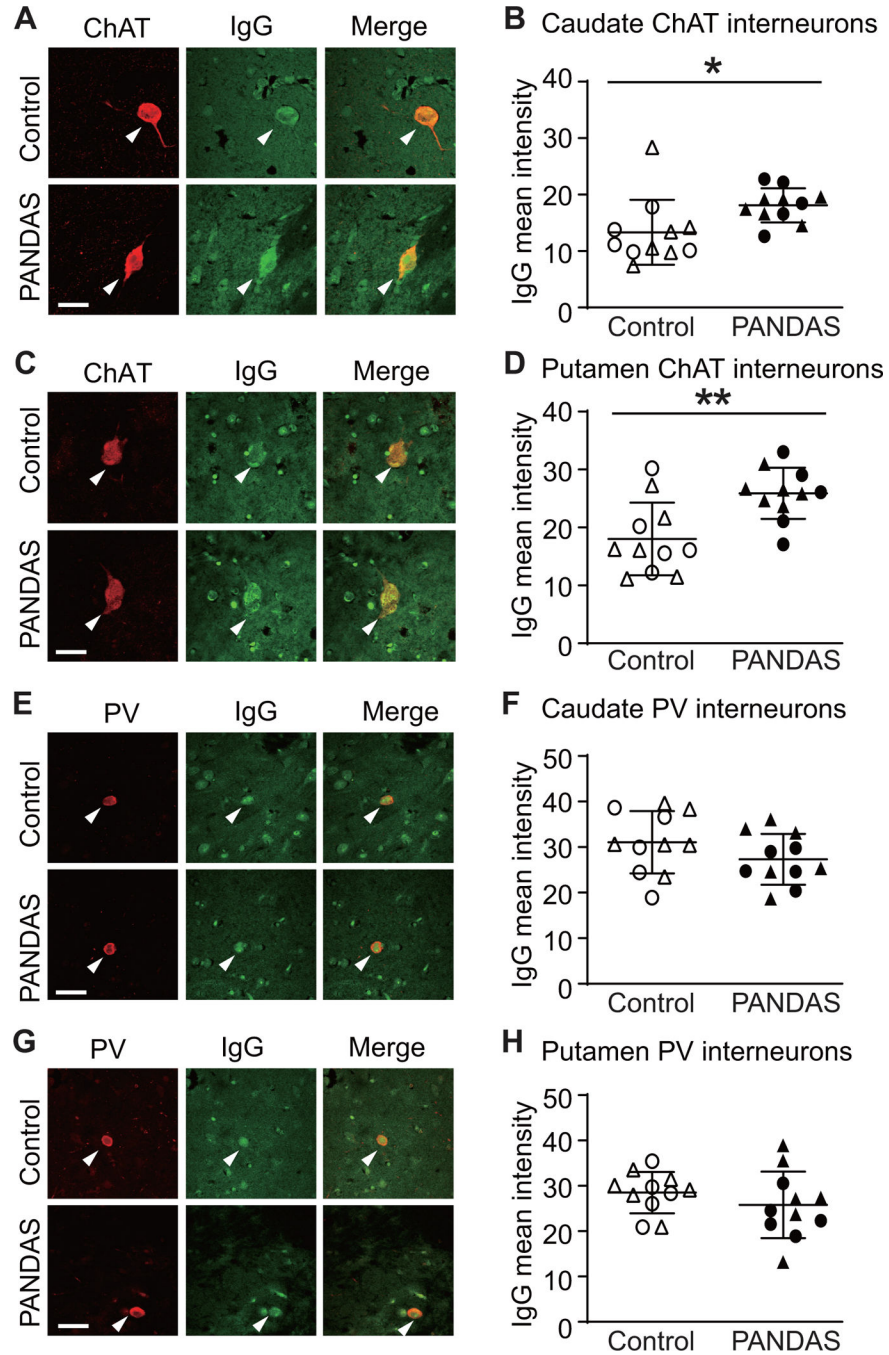 A
ChAT IgG Merge
Control
PANDAS
B Caudate ChAT interneurons
*
IgG mean intensity
40
30
20
10
0
Control PANDAS
C
ChAT IgG Merge
Control
PANDAS
D Putamen ChAT interneurons
**
IgG mean intensity
40
30
20
10
0
Control PANDAS
E
PV IgG Merge
Control
PANDAS
F Caudate PV interneurons
IgG mean intensity
50
40
30
20
10
0
Control PANDAS
G
PV IgG Merge
Control
PANDAS
H Putamen PV interneurons
IgG mean intensity
50
40
30
20
10
0
Control PANDAS